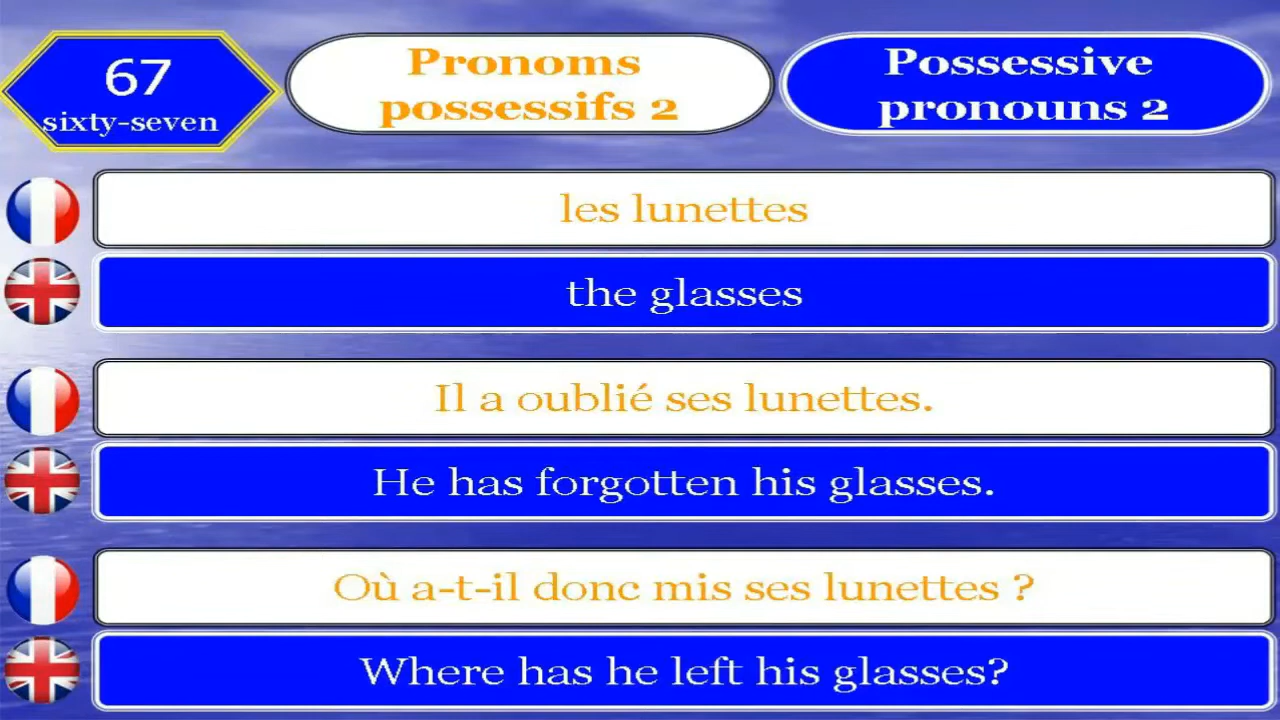 67
sixty-seven
Pronoms
possessifs 2
Possessive
pronouns 2
les lunettes
the glasses
Il a oublié ses lunettes.
He has forgotten his glasses.
Où a-t-il donc mis ses lunettes ?
Where has he left his glasses?